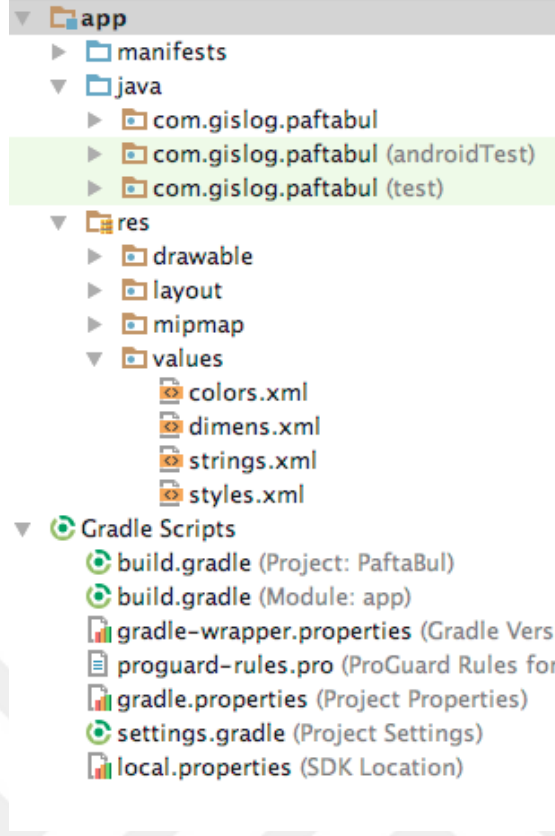 app
manifests
java
com.gislog.paftabul
com.gislog.paftabul (androidTest)
com.gislog.paftabul (test)
res
drawable
layout
mipmap
values
colors.xml
dimens.xml
strings.xml
styles.xml
Gradle Scripts
build.gradle (Project: PaftaBul)
build.gradle (Module: app)
gradle-wrapper.properties (Gradle Vers
proguard-rules.pro (ProGuard Rules for
gradle.properties (Project Properties)
settings.gradle (Project Settings)
local.properties (SDK Location)